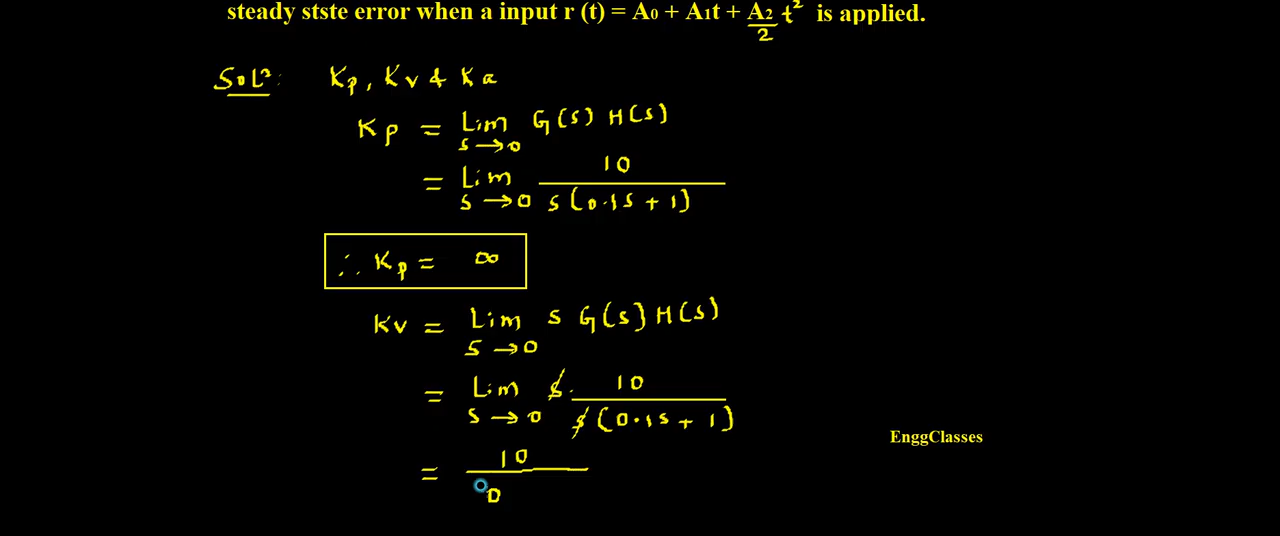 steady stste error when a input r (t) = A₀ + A₁t + A₂/2 t² is applied.
Solⁿ: Kp, Kv & Ka
Kp = Lim s→0 G(s) H(s)
= Lim s→0 10 / s(0.1s + 1)
∴ Kp = ∞
Kv = Lim s→0 s G(s) H(s)
= Lim s→0 s. 10 / s(0.1s + 1)
EnggClasses
= 10 / 0